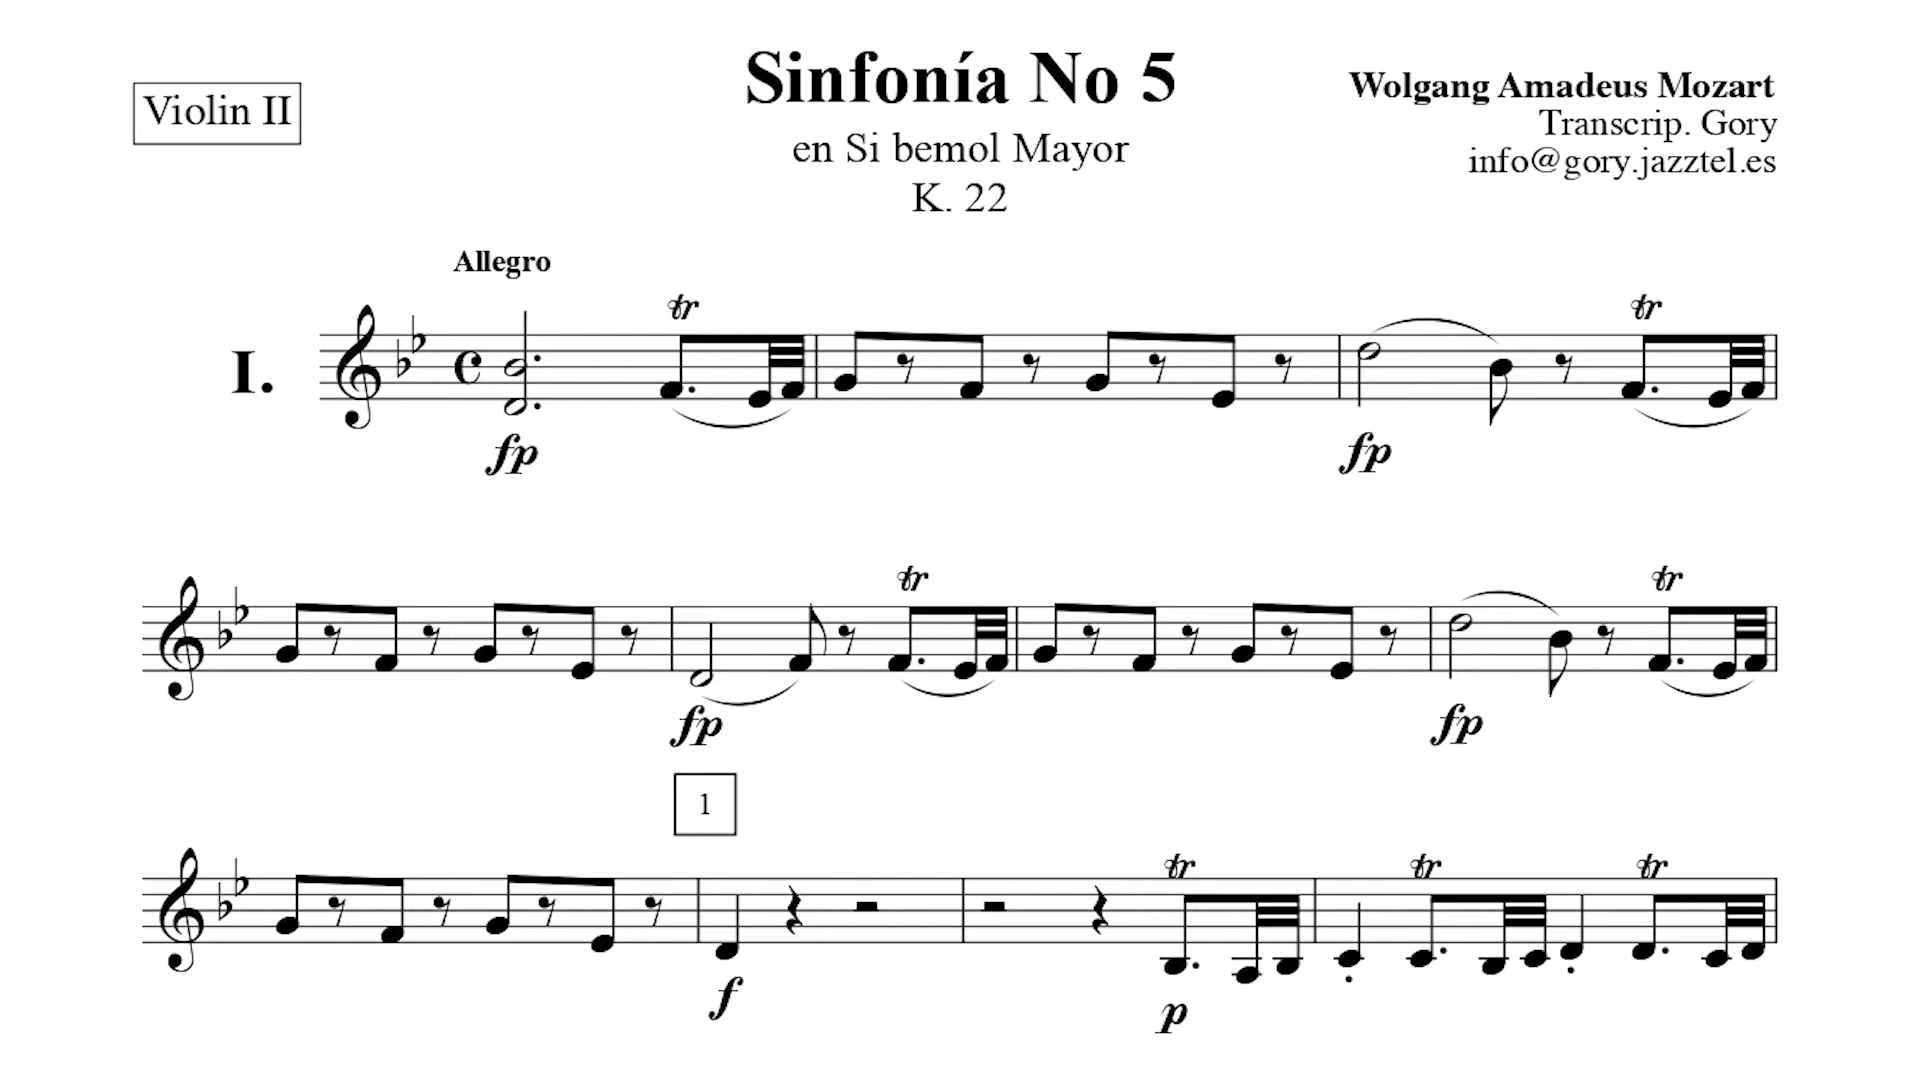 Violin II
Sinfonía No 5
en Si bemol Mayor
K. 22
Wolgang Amadeus Mozart
Transcrip. Gory
info@gory.jazztel.es
Allegro
I.
tr tr
fp fp
tr tr
fp fp
1
tr tr tr
f p